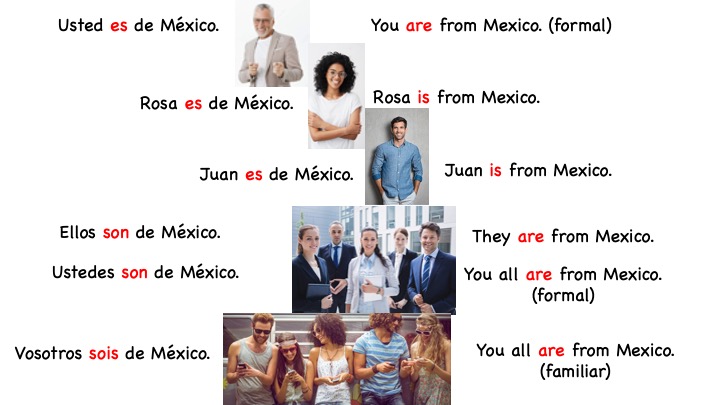 Usted es de México.
You are from Mexico. (formal)
Rosa es de México.
Rosa is from Mexico.
Juan es de México.
Juan is from Mexico.
Ellos son de México.
They are from Mexico.
Ustedes son de México.
You all are from Mexico.
(formal)
Vosotros sois de México.
You all are from Mexico.
(familiar)